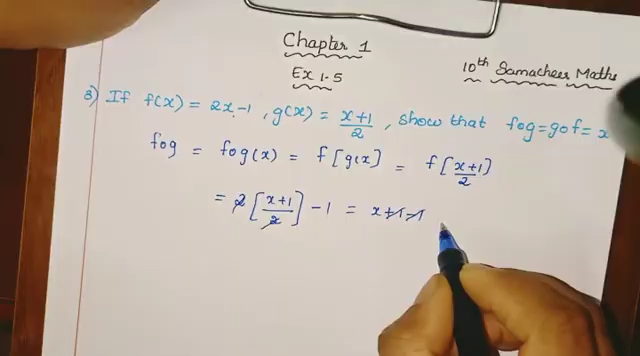 Chapter 1
Ex 1.5
10th Samacheer Maths
3) If f(x) = 2x-1, g(x) = x+1/2, show that fog=gof=x
fog = fog(x) = f[g(x] = f[x+1/2]
= 2[x+1/2] -1 = x+1-1